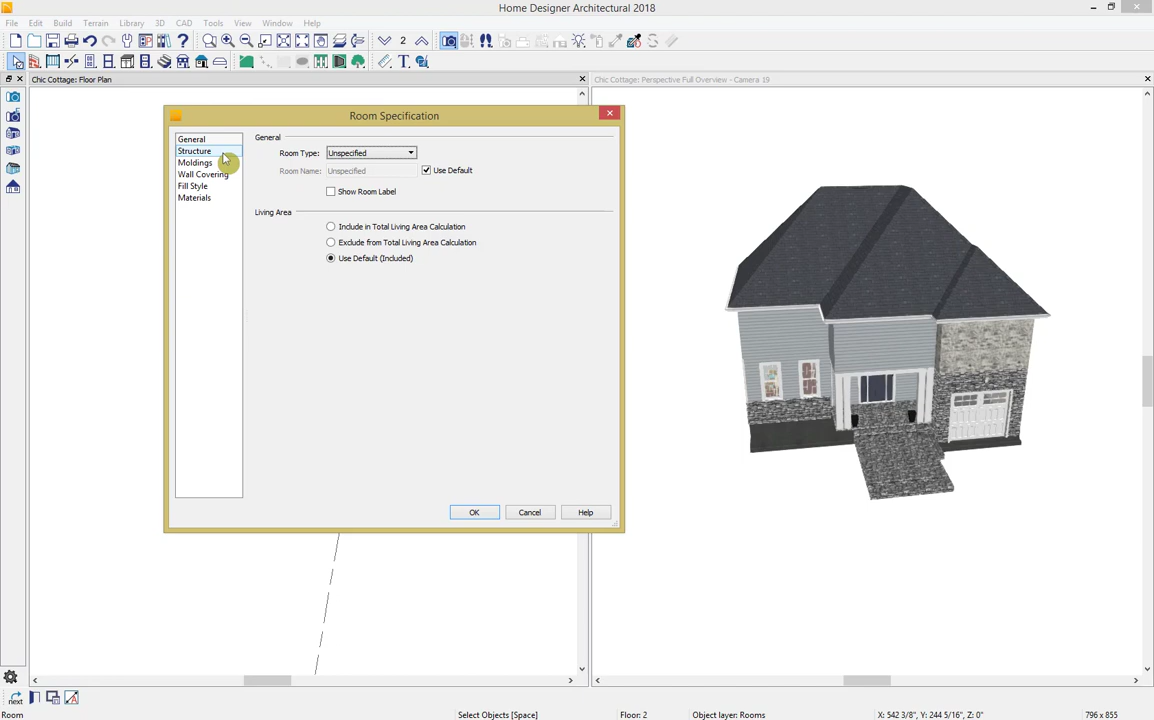 Home Designer Architectural 2018
File Edit Build Terrain Library 3D CAD Tools View Window Help
2
Chic Cottage: Floor Plan
Chic Cottage: Perspective Full Overview - Camera 19
Room Specification
General
Structure
Moldings
Wall Covering
Fill Style
Materials
General
Room Type: Unspecified
Room Name: Unspecified Use Default
Show Room Label
Living Area
Include in Total Living Area Calculation
Exclude from Total Living Area Calculation
Use Default (Included)
OK Cancel Help
next
Room Select Objects [Space] Floor: 2 Object layer: Rooms X: 542 3/8", Y: 244 5/16", Z: 0" 796 x 855